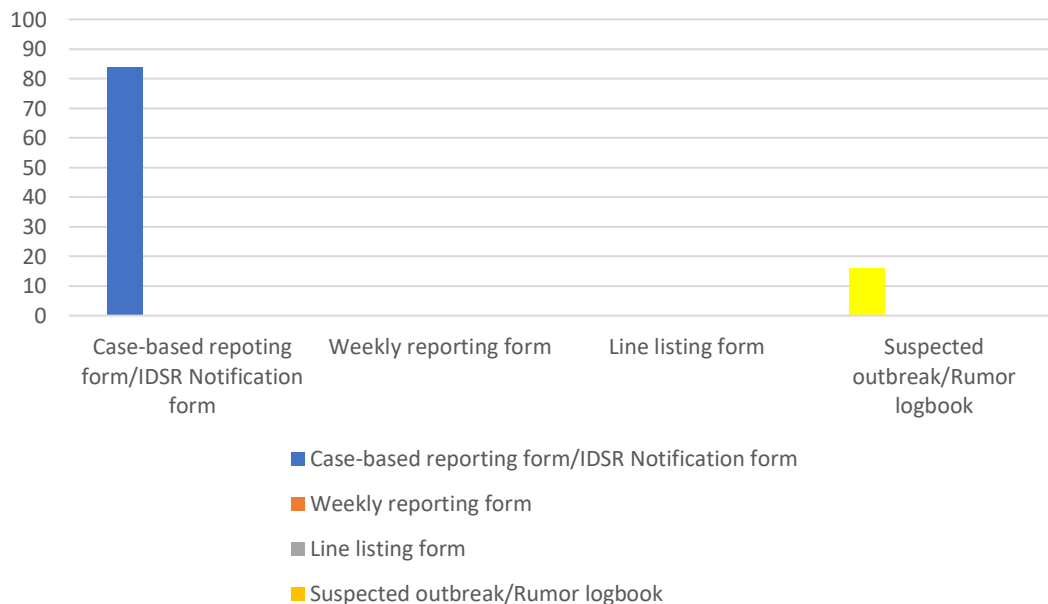 100
90
80
70
60
50
40
30
20
10
0
Case-based repoting
form/IDSR Notification
form
Weekly reporting form
Line listing form
Suspected
outbreak/Rumor
logbook
Case-based reporting form/IDSR Notification form
Weekly reporting form
Line listing form
Suspected outbreak/Rumor logbook